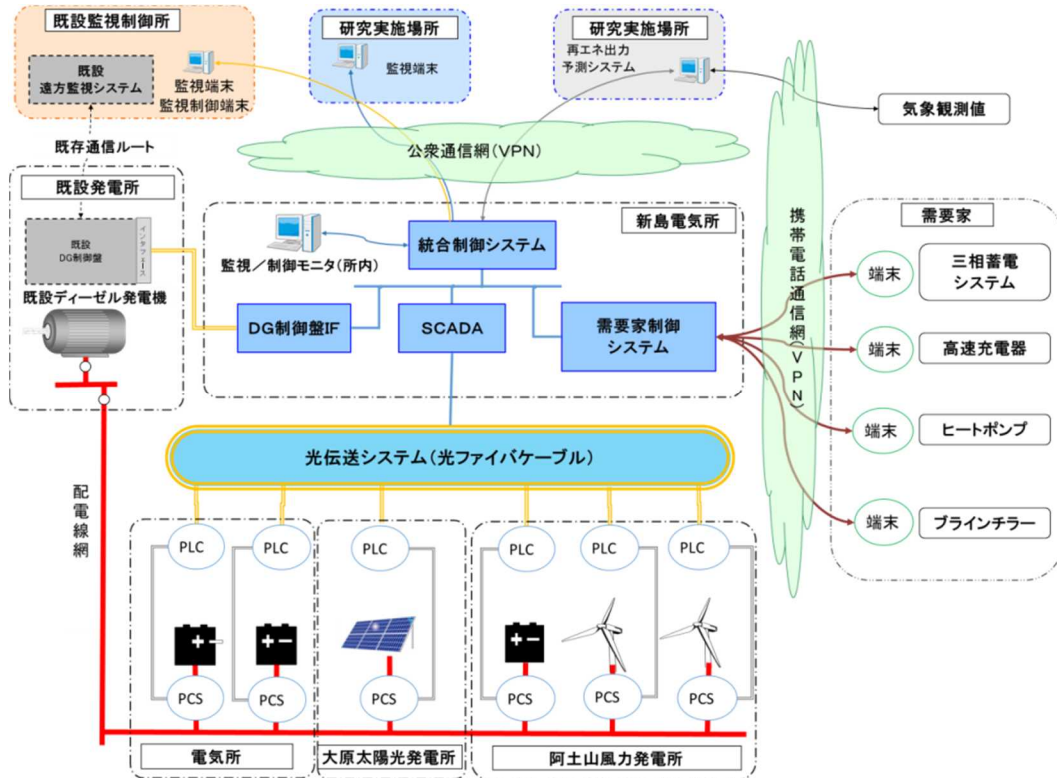 既設監視制御所
既設
遠方監視システム
監視端末
監視制御端末
研究実施場所
監視端末
研究実施場所
再エネ出力
予測システム
気象観測値
既存通信ルート
公衆通信網(VPN)
既設発電所
既設
DG制御盤
インタフェース
既設ディーゼル発電機
新島電気所
統合制御システム
監視／制御モニタ(所内)
DG制御盤IF
SCADA
需要家制御
システム
携帯電話通信網(VPN)
需要家
端末
三相蓄電
システム
端末
高速充電器
端末
ヒートポンプ
端末
ブラインチラー
光伝送システム(光ファイバケーブル)
配電線網
PLC
PLC
PLC
PLC
PLC
PLC
PCS
PCS
PCS
PCS
PCS
PCS
電気所
大原太陽光発電所
阿土山風力発電所